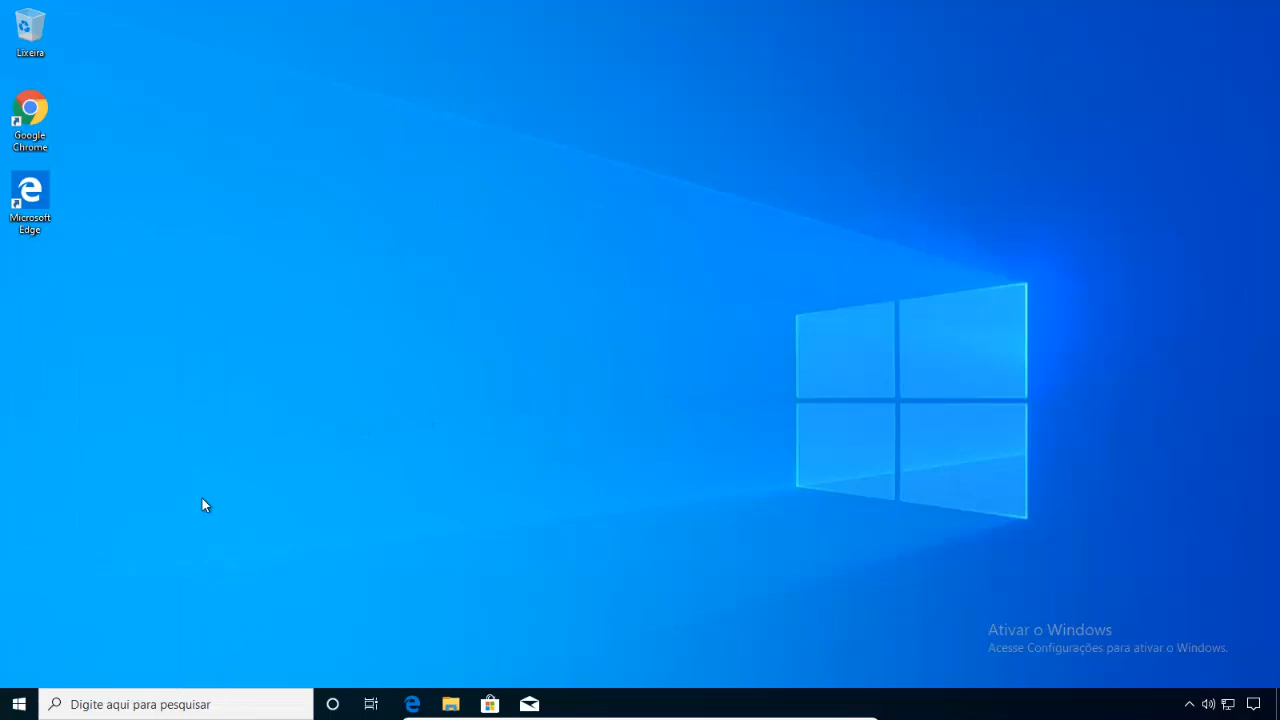 Lixeira
Google
Chrome
Microsoft
Edge
Ativar o Windows
Acesse Configurações para ativar o Windows.
Digite aqui para pesquisar